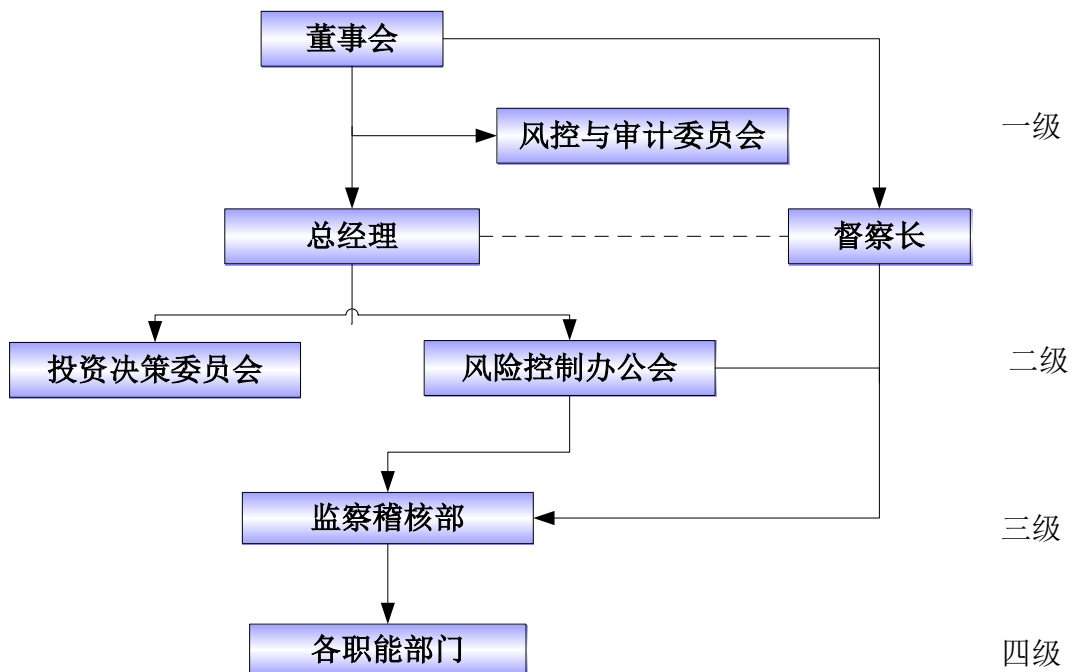 董事会
风控与审计委员会
一级
总经理
督察长
投资决策委员会
风险控制办公会
二级
监察稽核部
三级
各职能部门
四级